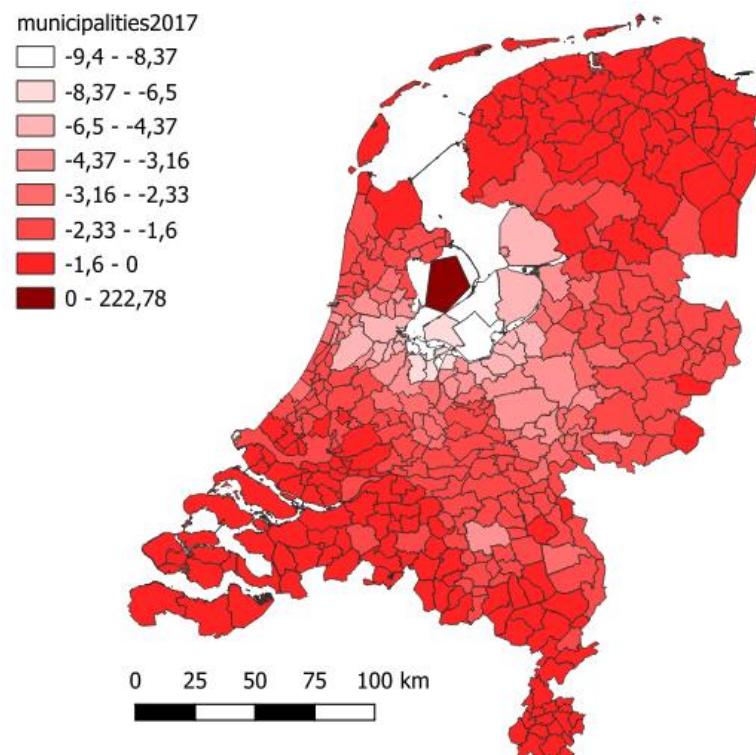 municipalities2017
-9,4 - -8,37
-8,37 - -6,5
-6,5 - -4,37
-4,37 - -3,16
-3,16 - -2,33
-2,33 - -1,6
-1,6 - 0
0 - 222,78
0 25 50 75 100 km